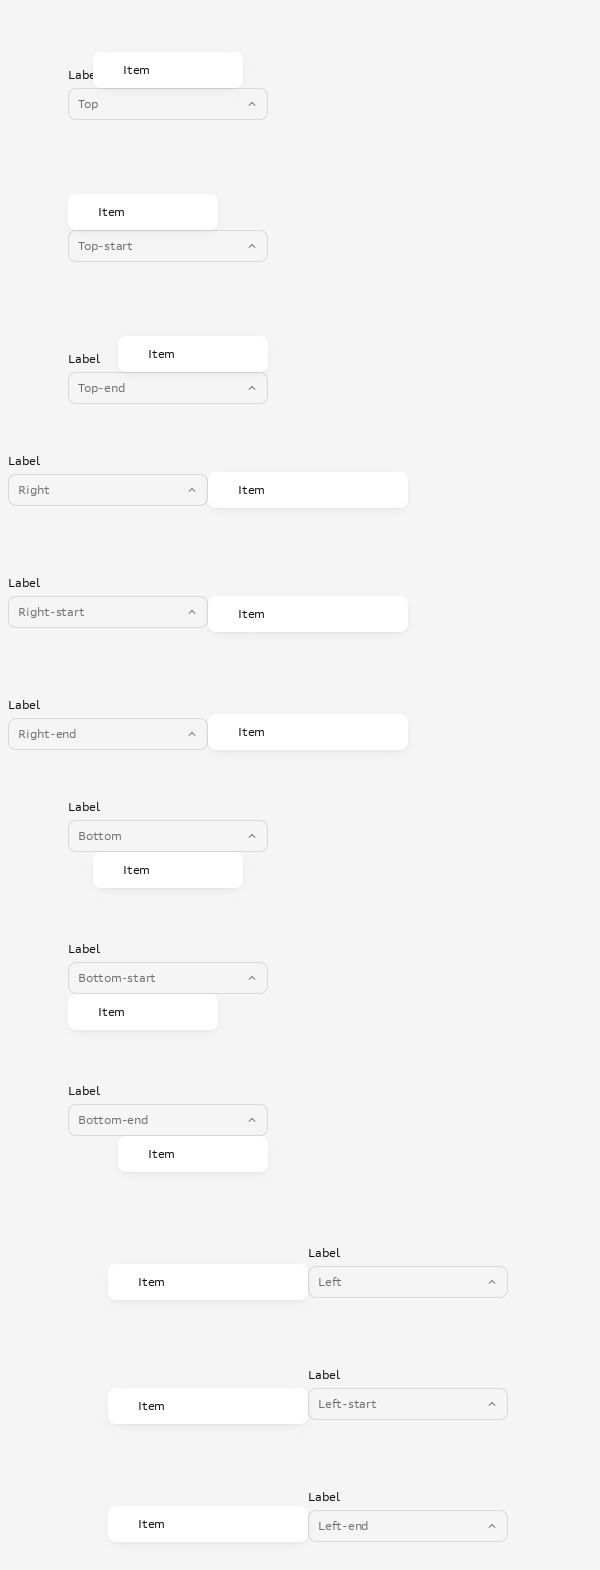 Item
Labe
Top
Item
Top-start
Item
Label
Top-end
Label
Right
Item
Label
Right-start
Item
Label
Right-end
Item
Label
Bottom
Item
Label
Bottom-start
Item
Label
Bottom-end
Item
Label
Item
Left
Label
Left-start
Item
Label
Item
Left-end